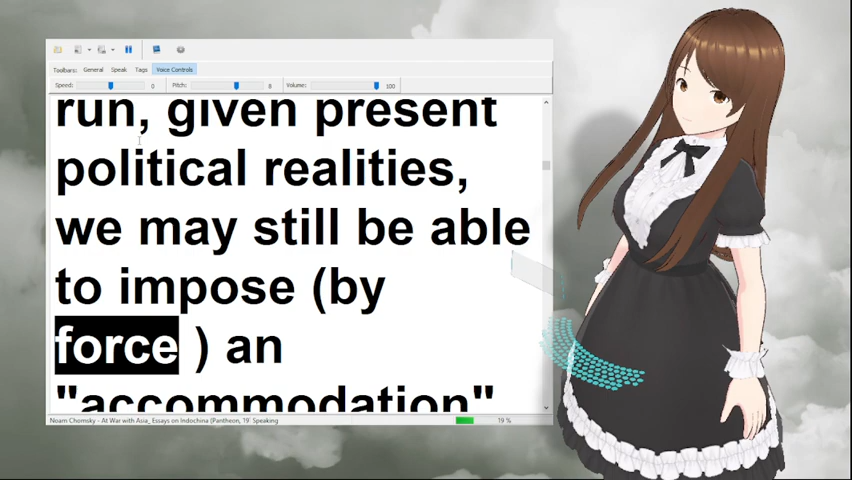 Toolbars: General Speak Tags Voice Controls
Speed: 0 Pitch: 8 Volume: 100
run, given present
political realities,
we may still be able
to impose (by
force ) an
"accommodation"
Noam Chomsky - At War with Asia_ Essays on Indochina (Pantheon, 19 Speaking 19 %